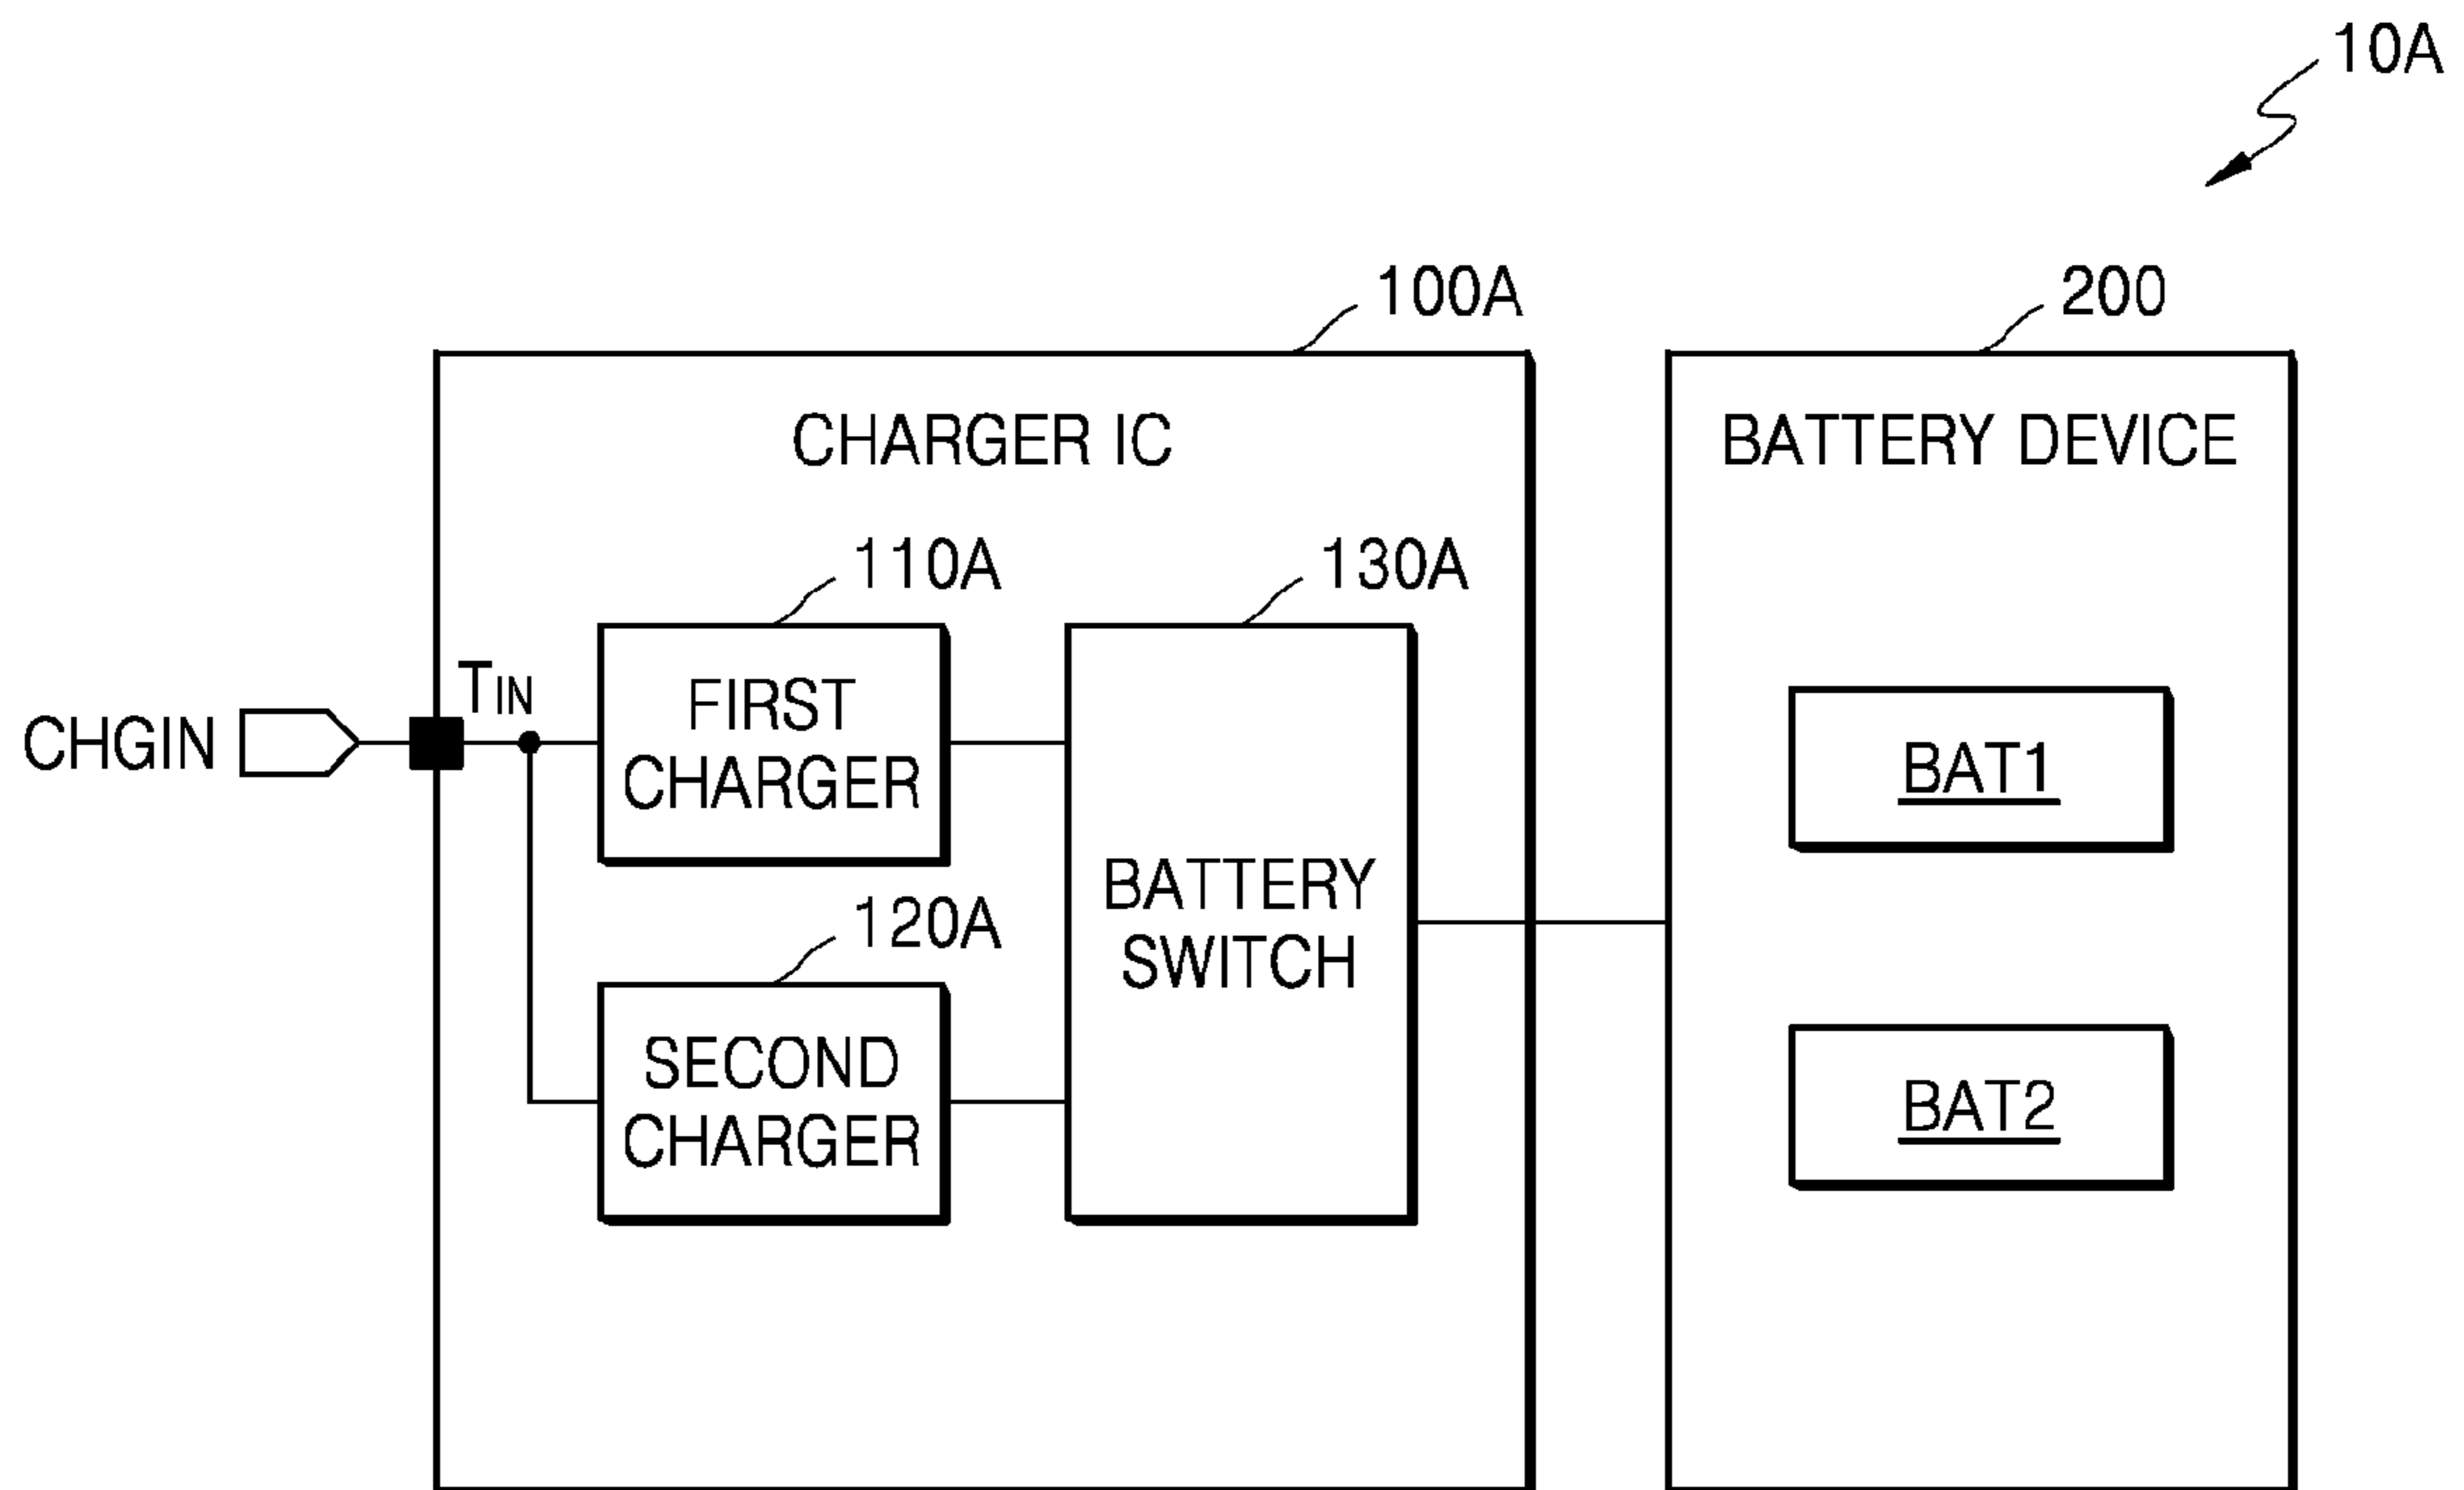 10A
100A
200
CHARGER IC
BATTERY DEVICE
110A
130A
CHGIN
TIN
FIRST
CHARGER
BAT1
BATTERY
SWITCH
120A
SECOND
CHARGER
BAT2